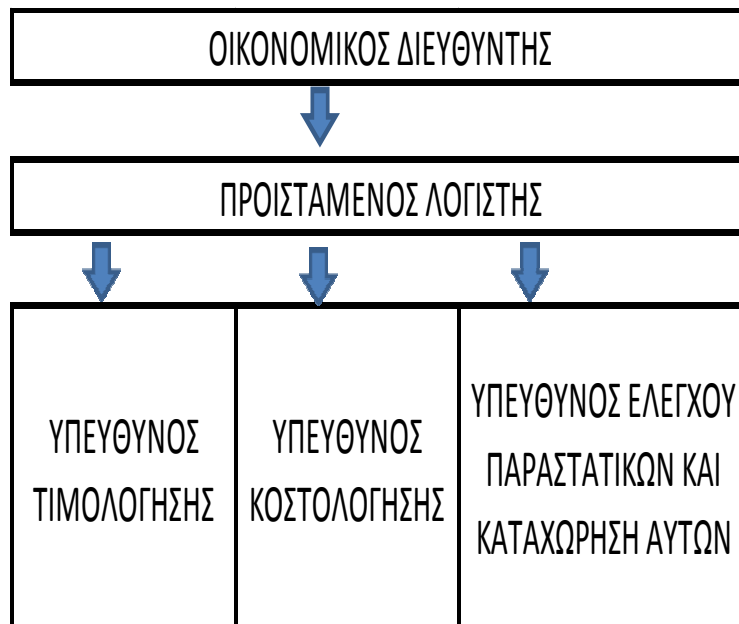 ΟΙΚΟΝΟΜΙΚΟΣ ΔΙΕΥΘΥΝΤΗΣ
ΠΡΟΙΣΤΑΜΕΝΟΣ ΛΟΓΙΣΤΗΣ
ΥΠΕΥΘΥΝΟΣ
ΤΙΜΟΛΟΓΗΣΗΣ
ΥΠΕΥΘΥΝΟΣ
ΚΟΣΤΟΛΟΓΗΣΗΣ
ΥΠΕΥΘΥΝΟΣ ΕΛΕΓΧΟΥ
ΠΑΡΑΣΤΑΤΙΚΩΝ ΚΑΙ
ΚΑΤΑΧΩΡΗΣΗ ΑΥΤΩΝ